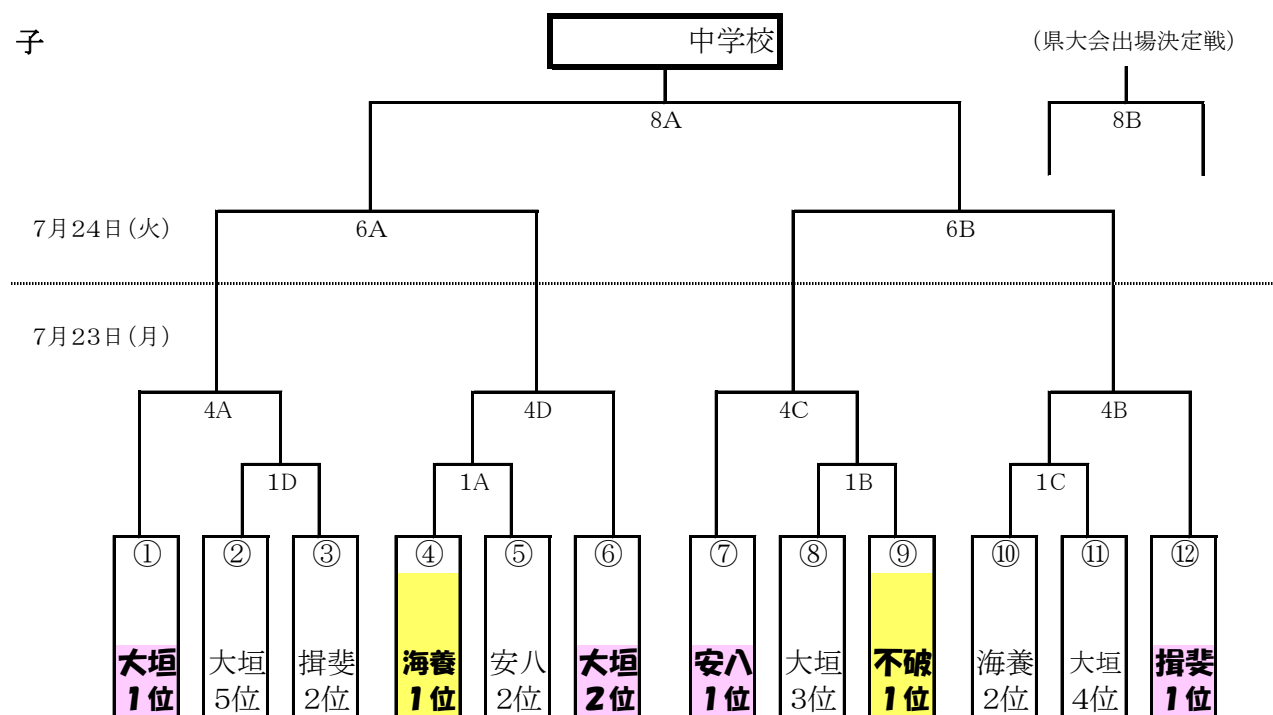 子
中学校
(県大会出場決定戦)
8A
8B
7月24日(火)
6A
6B
7月23日(月)
4A
4D
4C
4B
1D
1A
1B
1C
①
②
③
④
⑤
⑥
⑦
⑧
⑨
⑩
⑪
⑫
大垣
1位
大垣
5位
揖斐
2位
海養
1位
安八
2位
大垣
2位
安八
1位
大垣
3位
不破
1位
海養
2位
大垣
4位
揖斐
1位